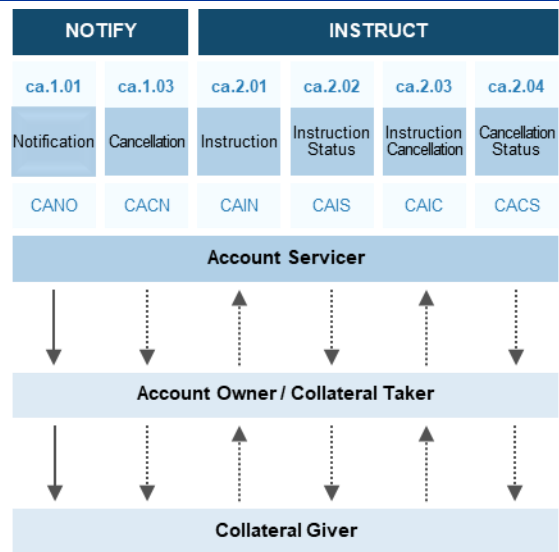 NOTIFY INSTRUCT
ca.1.01 ca.1.03 ca.2.01 ca.2.02 ca.2.03 ca.2.04
Notification Cancellation Instruction Instruction Status Instruction Cancellation Cancellation Status
CANO CACN CAIN CAIS CAIC CACS
Account Servicer
Account Owner / Collateral Taker
Collateral Giver